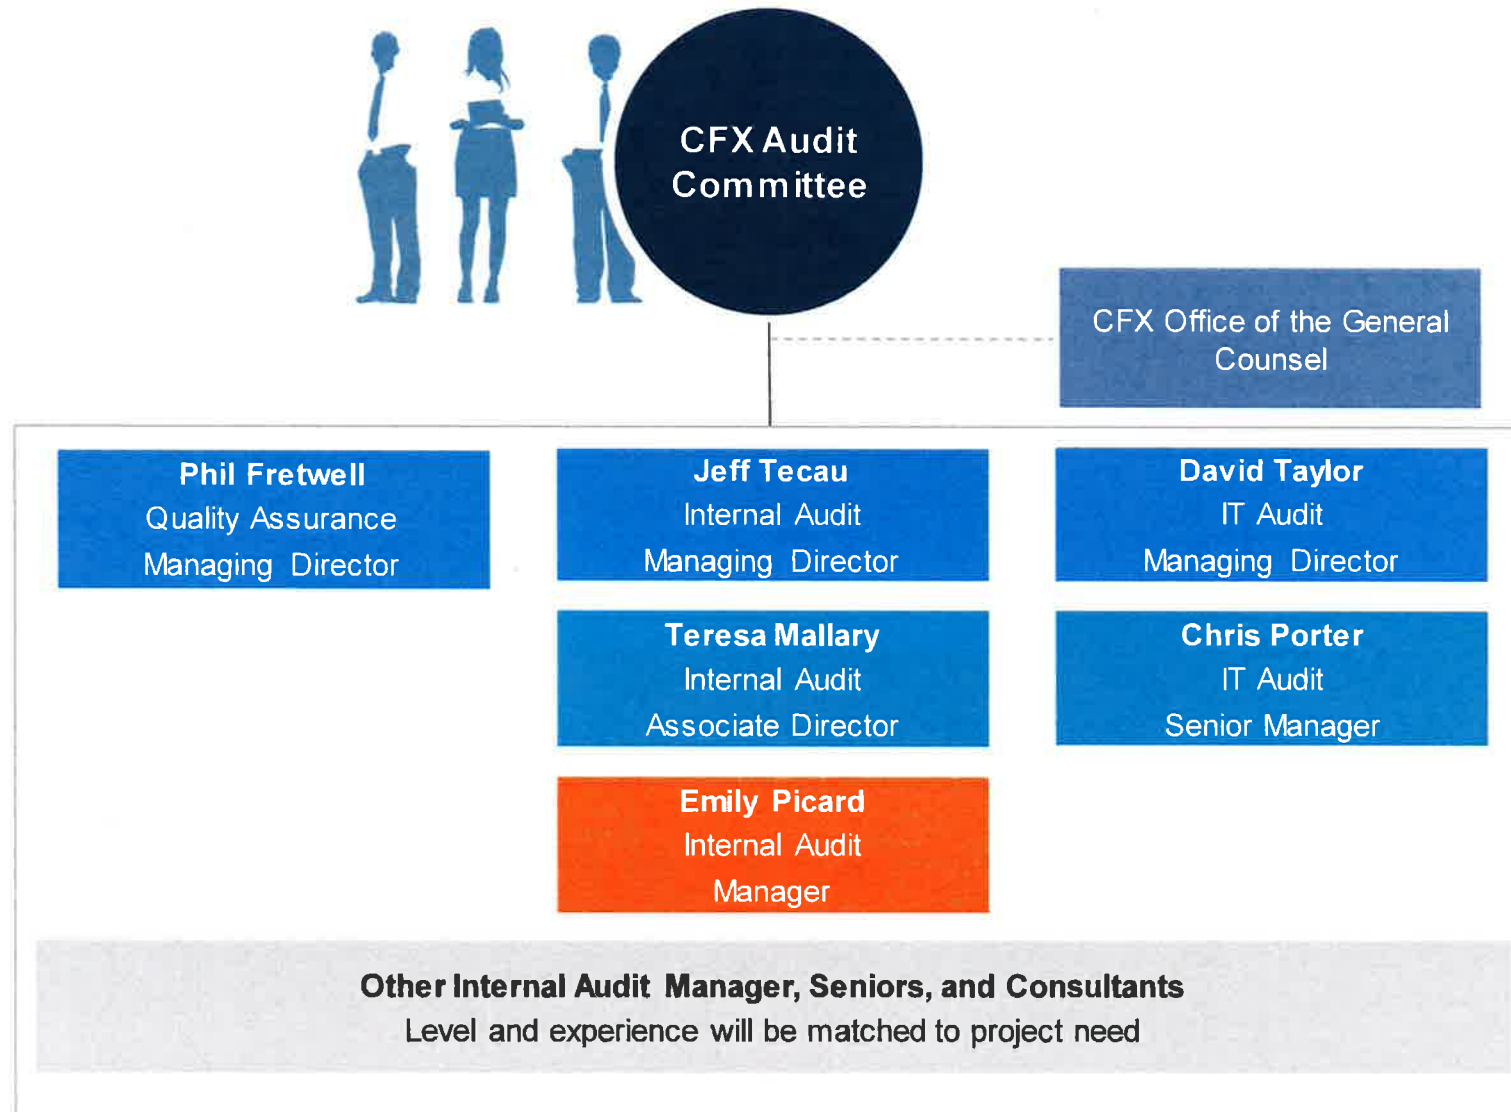 CFX Audit
Committee
CFX Office of the General
Counsel
Phil Fretwell
Quality Assurance
Managing Director
Jeff Tecau
Internal Audit
Managing Director
David Taylor
IT Audit
Managing Director
Teresa Mallary
Internal Audit
Associate Director
Chris Porter
IT Audit
Senior Manager
Emily Picard
Internal Audit
Manager
Other Internal Audit Manager, Seniors, and Consultants
Level and experience will be matched to project need